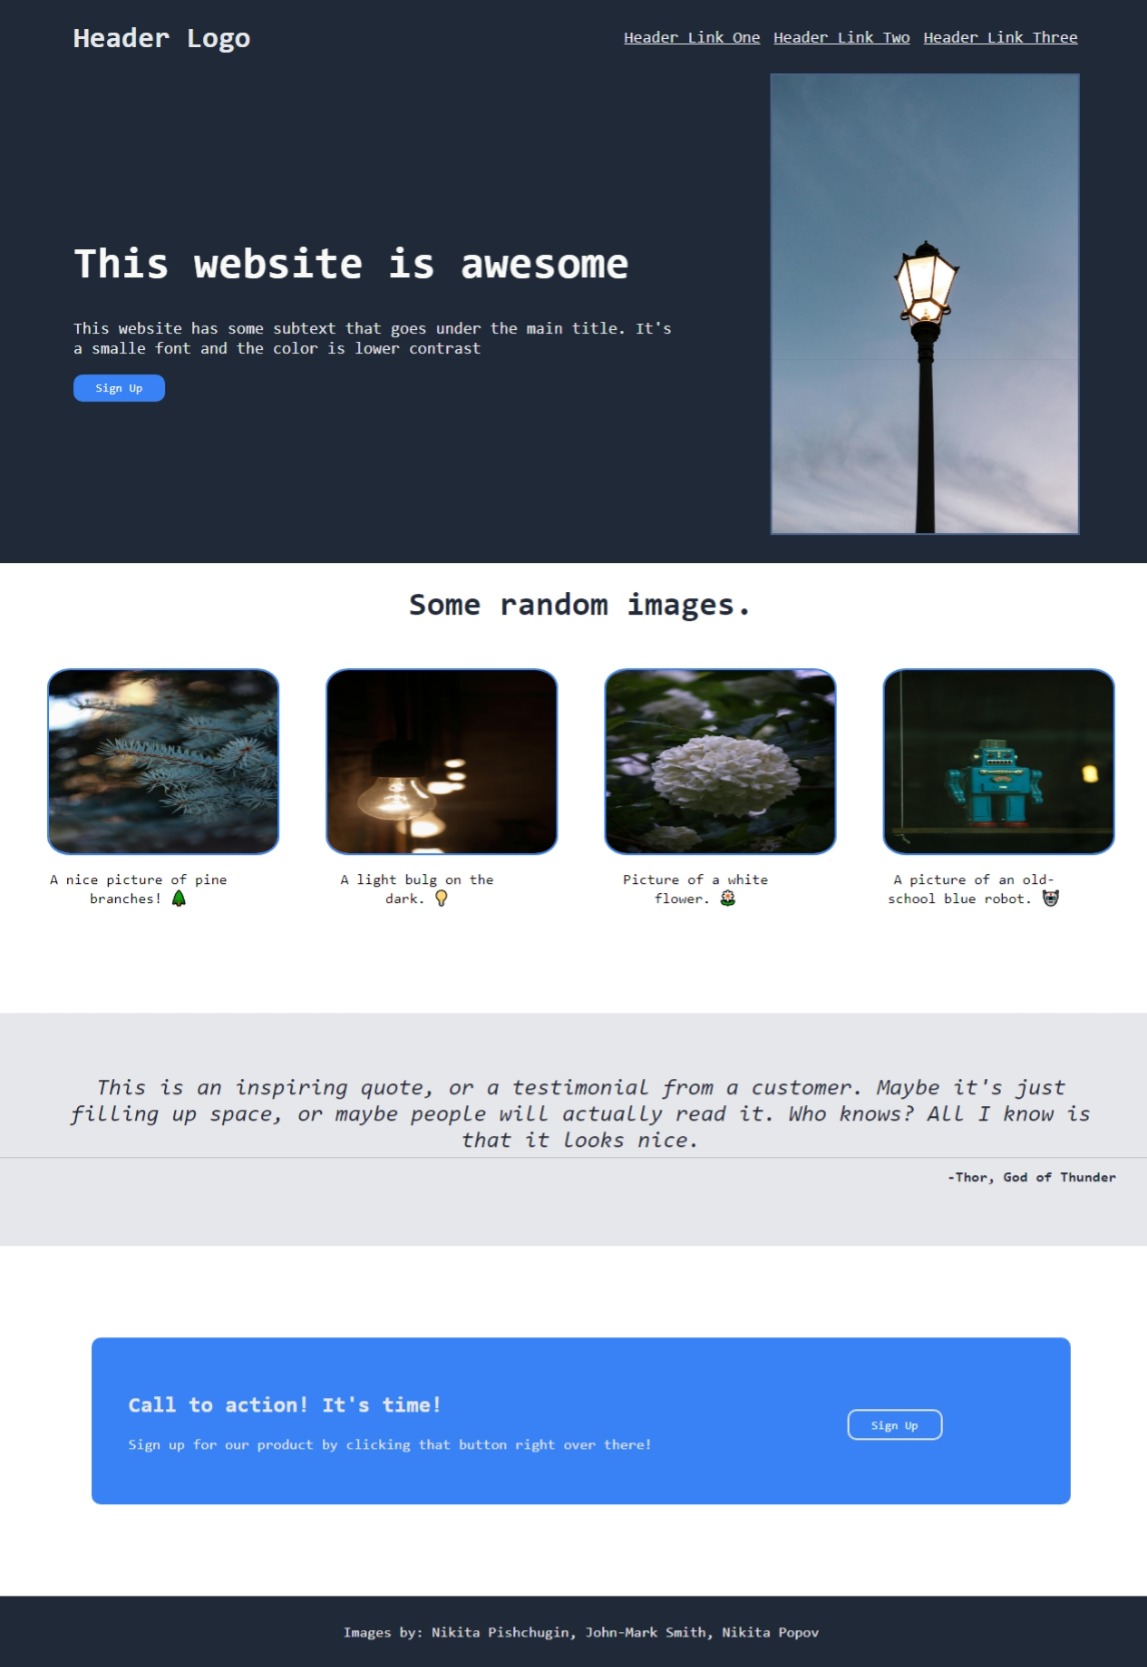 Header Logo
Header Link One Header Link Two Header Link Three
This website is awesome
This website has some subtext that goes under the main title. It's
a smalle font and the color is lower contrast
Sign Up
Some random images.
A nice picture of pine
branches! 🌲
A light bulg on the
dark. 💡
Picture of a white
flower. 🌼
A picture of an old-
school blue robot. 🤖
This is an inspiring quote, or a testimonial from a customer. Maybe it's just
filling up space, or maybe people will actually read it. Who knows? All I know is
that it looks nice.
-Thor, God of Thunder
Call to action! It's time!
Sign up for our product by clicking that button right over there!
Sign Up
Images by: Nikita Pishchugin, John-Mark Smith, Nikita Popov